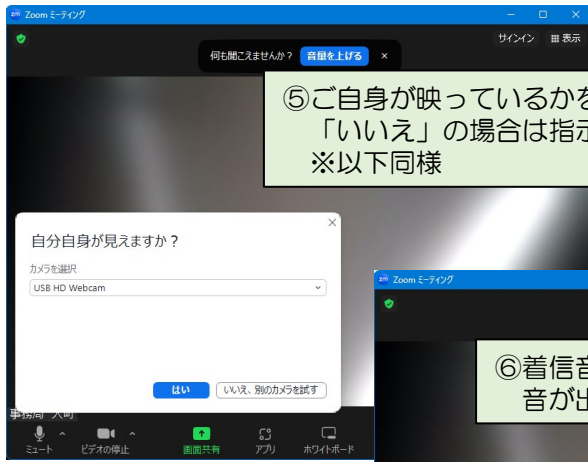 Zoom ミーティング
サインイン 表示
何も聞こえませんか？ 音量を上げる ×
⑤ご自身が映っているかを
「いいえ」の場合は指示
※以下同様
自分自身が見えますか？
カメラを選択
USB HD Webcam
はい いいえ、別のカメラを試す
Zoom ミーティング
⑥着信音
音が出
事務局 大町
ミュート ビデオの停止 画面共有 アプリ ホワイトボード